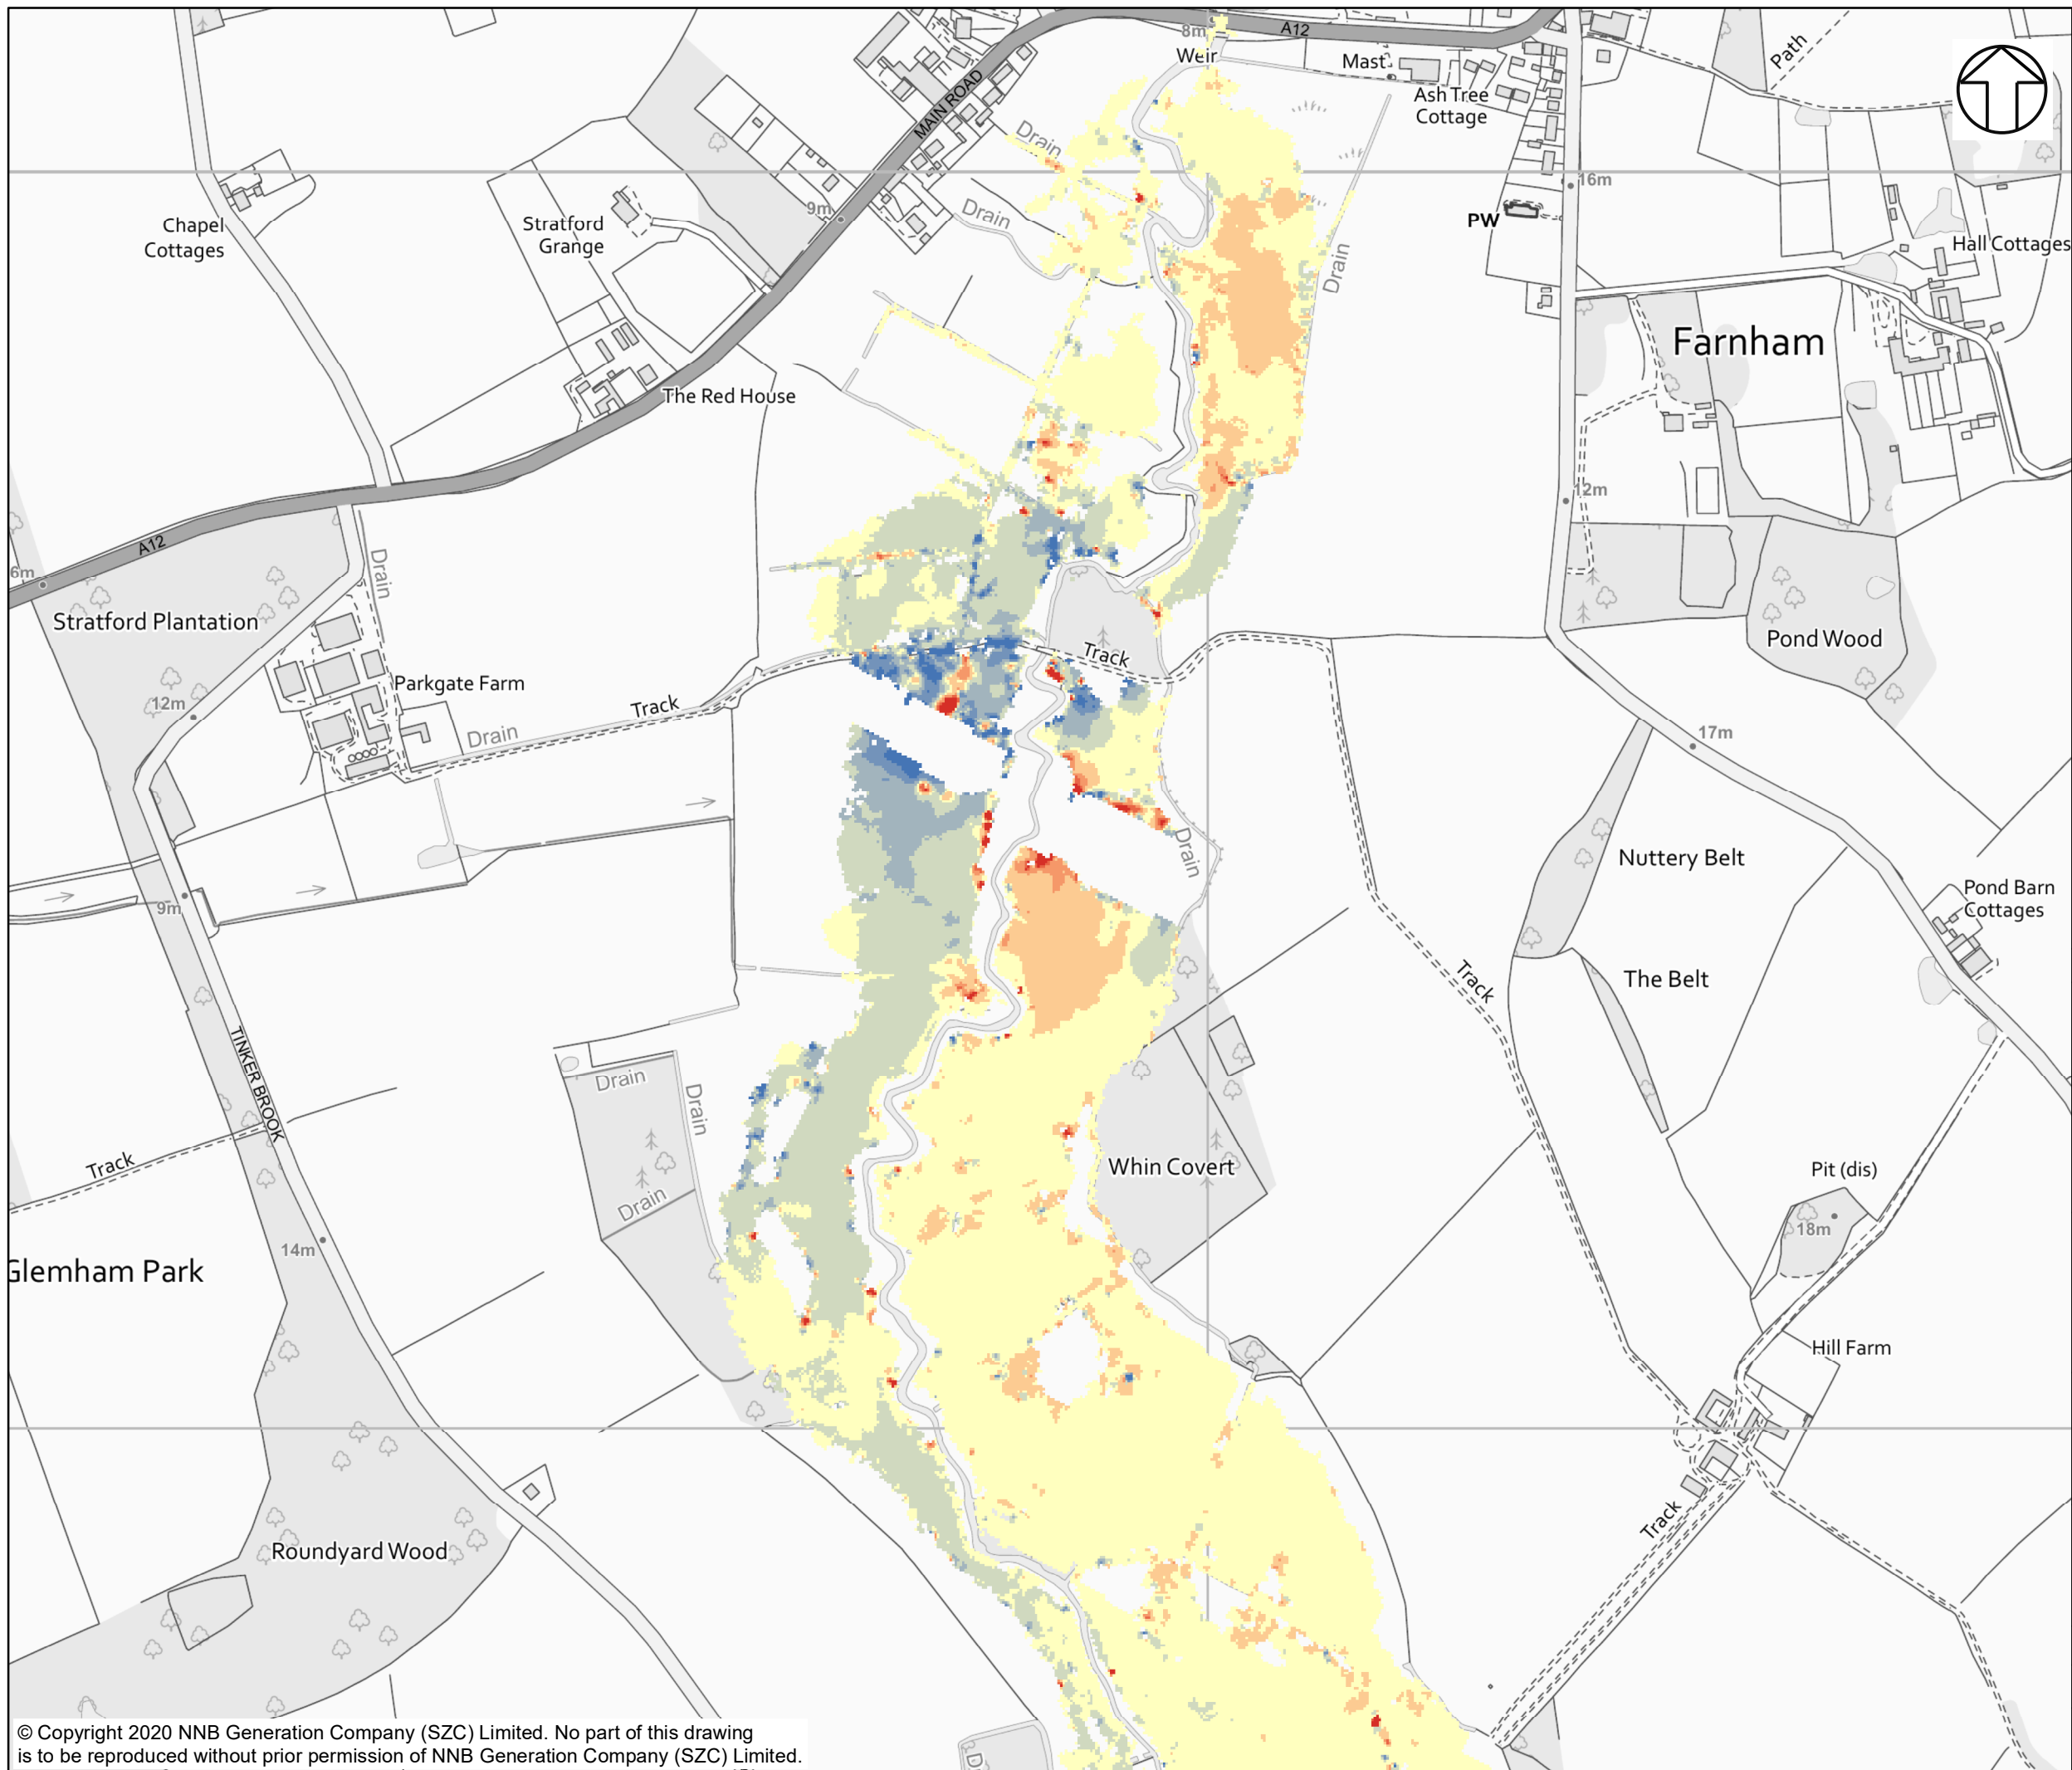 8m
A12
Weir
Mast
Path
Ash Tree
Cottage
MAIN ROAD
Drain
16m
9m
Drain
PW
Chapel
Cottages
Stratford
Grange
Hall Cottages
Drain
Farnham
The Red House
12m
A12
6m
Drain
Stratford Plantation
Pond Wood
Track
Parkgate Farm
12m
Track
Drain
17m
Drain
Nuttery Belt
9m
Pond Barn
Cottages
Track
The Belt
TINKER BROOK
Drain
Drain
Track
Whin Covert
Pit (dis)
Drain
18m
14m
Glemham Park
Hill Farm
Track
Roundyard Wood
© Copyright 2020 NNB Generation Company (SZC) Limited. No part of this drawing
is to be reproduced without prior permission of NNB Generation Company (SZC) Limited.